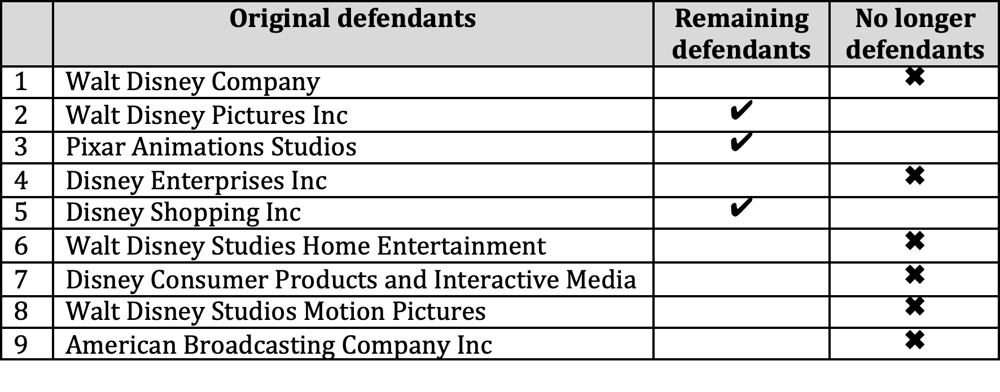 Original defendants Remaining defendants No longer defendants
1 Walt Disney Company ✖
2 Walt Disney Pictures Inc ✔
3 Pixar Animations Studios ✔
4 Disney Enterprises Inc ✖
5 Disney Shopping Inc ✔
6 Walt Disney Studies Home Entertainment ✖
7 Disney Consumer Products and Interactive Media ✖
8 Walt Disney Studios Motion Pictures ✖
9 American Broadcasting Company Inc ✖